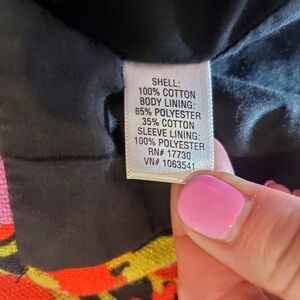 SHELL:
100% COTTON
BODY LINING:
65% POLYESTER
35% COTTON
SLEEVE LINING:
100% POLYESTER
RN# 17730
VN# 1063541